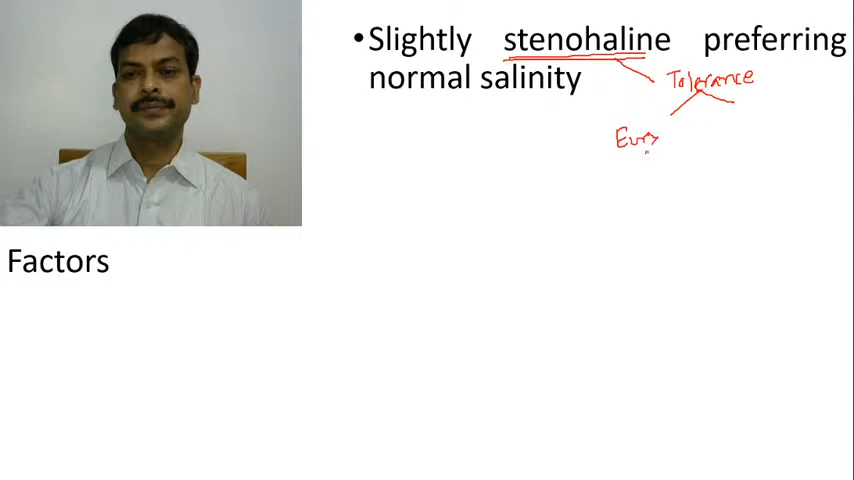 • Slightly stenohaline preferring
normal salinity
Tolerance
Eury
Factors